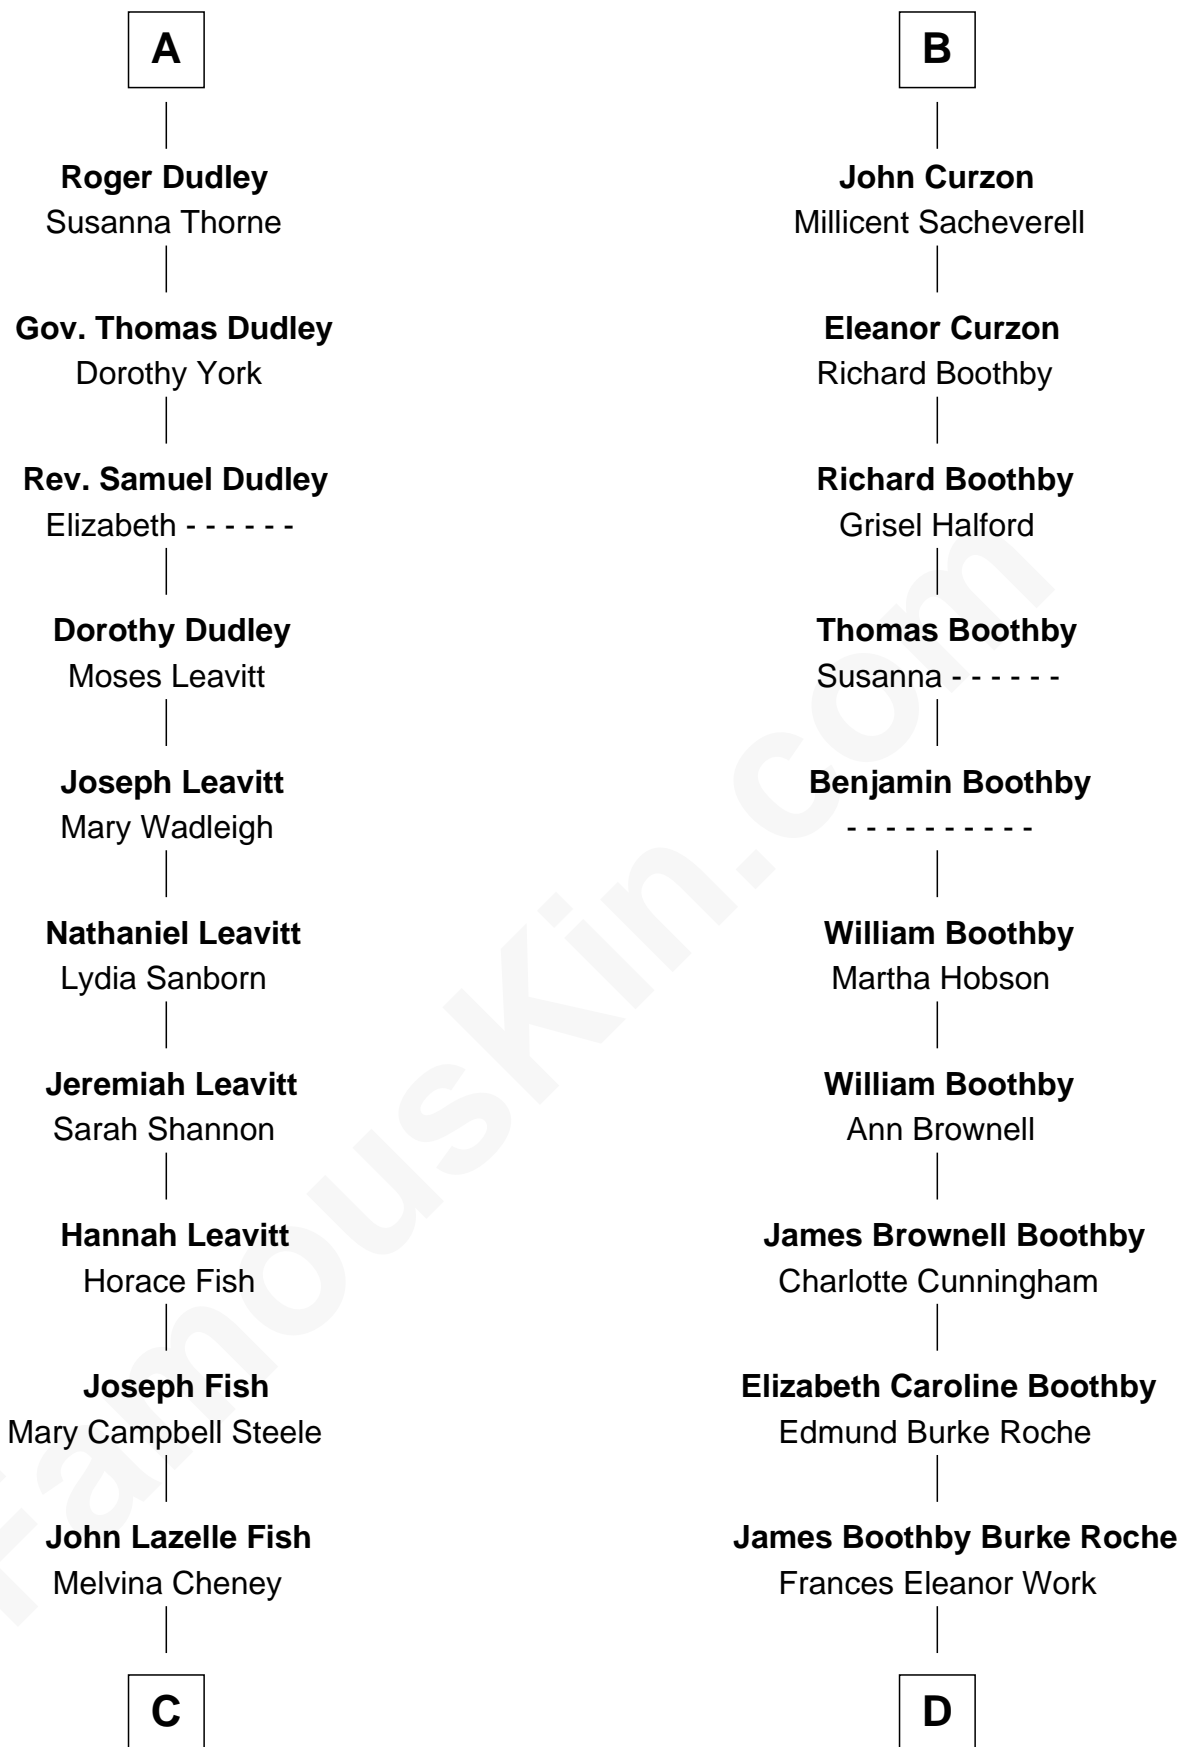 A
Roger Dudley
Susanna Thorne
Gov. Thomas Dudley
Dorothy York
Rev. Samuel Dudley
Elizabeth - - - - - -
Dorothy Dudley
Moses Leavitt
Joseph Leavitt
Mary Wadleigh
Nathaniel Leavitt
Lydia Sanborn
Jeremiah Leavitt
Sarah Shannon
Hannah Leavitt
Horace Fish
Joseph Fish
Mary Campbell Steele
John Lazelle Fish
Melvina Cheney
C
B
John Curzon
Millicent Sacheverell
Eleanor Curzon
Richard Boothby
Richard Boothby
Grisel Halford
Thomas Boothby
Susanna - - - - - -
Benjamin Boothby
- - - - - - - - - -
William Boothby
Martha Hobson
William Boothby
Ann Brownell
James Brownell Boothby
Charlotte Cunningham
Elizabeth Caroline Boothby
Edmund Burke Roche
James Boothby Burke Roche
Frances Eleanor Work
D
FamousKin.com